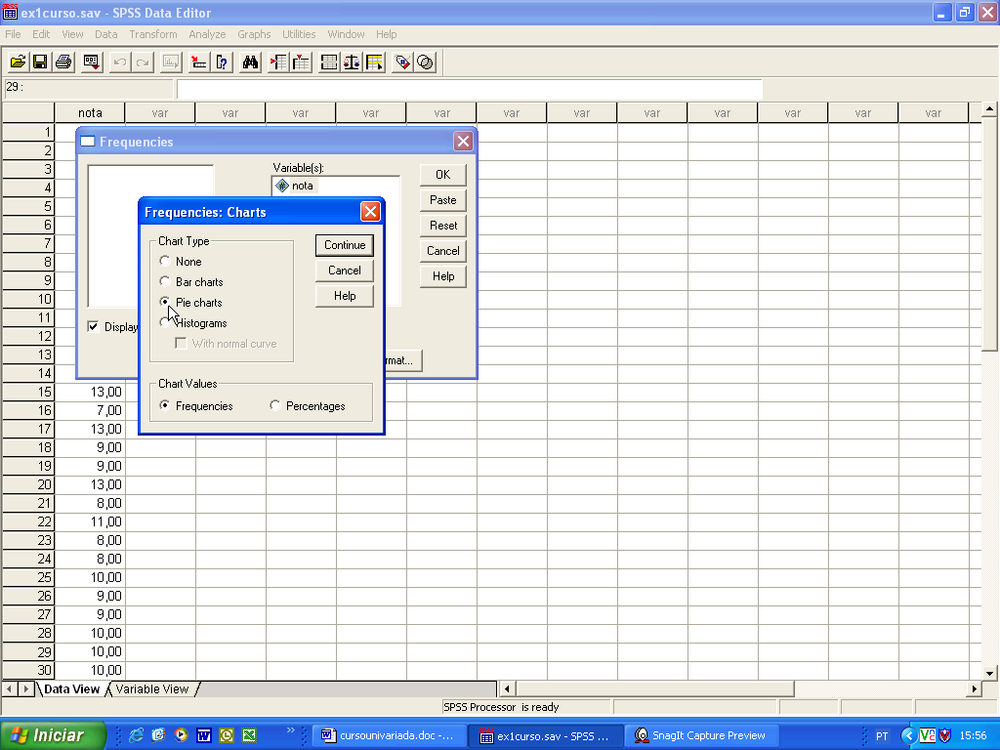 ex1curso.sav - SPSS Data Editor
File Edit View Data Transform Analyze Graphs Utilities Window Help
29 :
nota var var var var var var var var var var var var
1
2
3
4
5
6
7
8
9
10
11
12
13
14
15 13,00
16 7,00
17 13,00
18 9,00
19 9,00
20 13,00
21 8,00
22 11,00
23 8,00
24 8,00
25 10,00
26 9,00
27 9,00
28 10,00
29 10,00
30 10,00
Frequencies
Variable(s):
nota
OK
Paste
Reset
Cancel
Help
Display
rmat...
Frequencies: Charts
Chart Type
None
Bar charts
Pie charts
Histograms
With normal curve
Continue
Cancel
Help
Chart Values
Frequencies Percentages
Data View Variable View
SPSS Processor is ready
Iniciar
cursounivariada.doc -...
ex1curso.sav - SPSS ...
SnagIt Capture Preview
PT
15:56